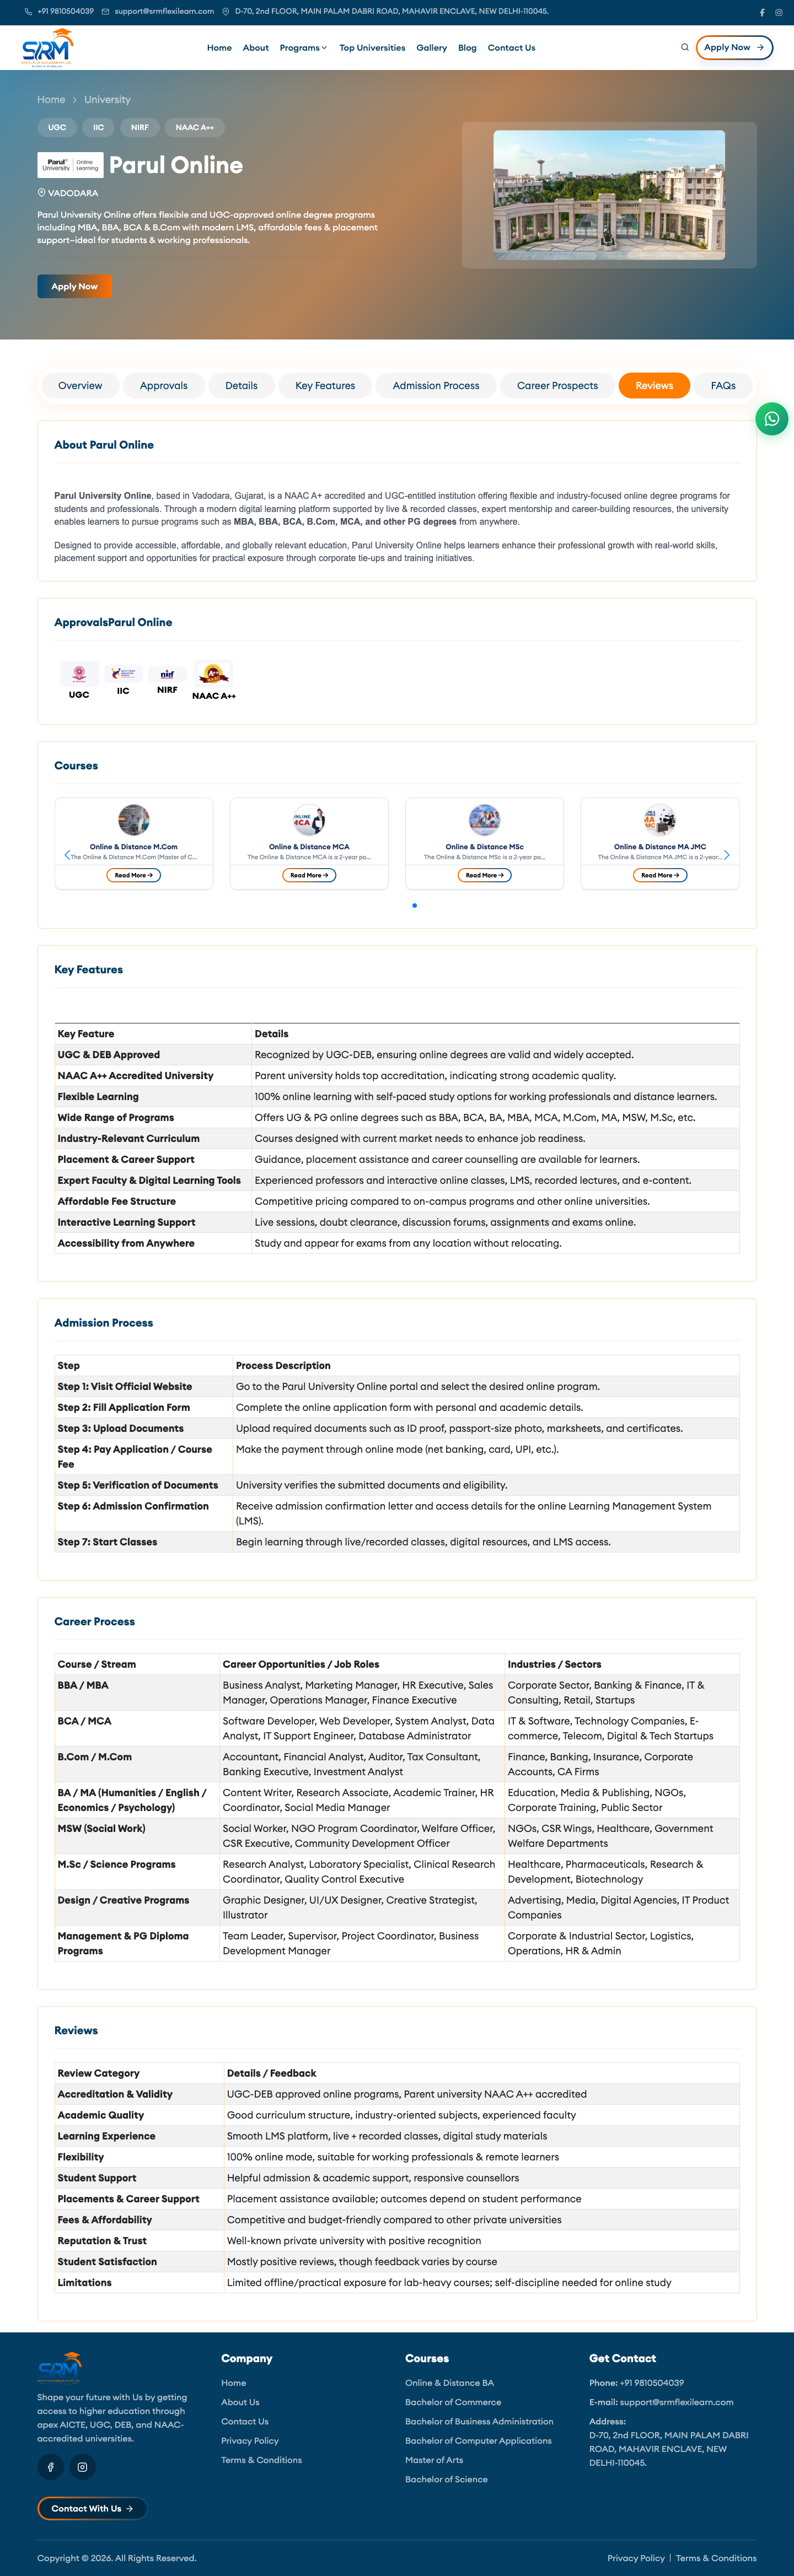 +91 9810504039 support@srmflexilearn.com D-70, 2nd FLOOR, MAIN PALAM DABRI ROAD, MAHAVIR ENCLAVE, NEW DELHI-110045.
SRM
Home About Programs Top Universities Gallery Blog Contact Us Apply Now
Home University
UGC IIC NIRF NAAC A++
Parul University Online Learning
Parul Online
VADODARA
Parul University Online offers flexible and UGC-approved online degree programs
including MBA, BBA, BCA & B.Com with modern LMS, affordable fees & placement
support—ideal for students & working professionals.
Apply Now
PARUL UNIVERSITY
Overview Approvals Details Key Features Admission Process Career Prospects Reviews FAQs
About Parul Online
Parul University Online, based in Vadodara, Gujarat, is a NAAC A+ accredited and UGC-entitled institution offering flexible and industry-focused online degree programs for
students and professionals. Through a modern digital learning platform supported by live & recorded classes, expert mentorship and career-building resources, the university
enables learners to pursue programs such as MBA, BBA, BCA, B.Com, MCA, and other PG degrees from anywhere.
Designed to provide accessible, affordable, and globally relevant education, Parul University Online helps learners enhance their professional growth with real-world skills,
placement support and opportunities for practical exposure through corporate tie-ups and training initiatives.
ApprovalsParul Online
nirf
A+
UGC IIC NIRF NAAC A++
Courses
ONLINE MCA
Online & Distance M.Com Online & Distance MCA Online & Distance MSc Online & Distance MA JMC
The Online & Distance M.Com (Master of C... The Online & Distance MCA is a 2-year po... The Online & Distance MSc is a 2-year po... The Online & Distance MA JMC is a 2-year...
Read More Read More Read More Read More
Key Features
Key Feature Details
UGC & DEB Approved Recognized by UGC-DEB, ensuring online degrees are valid and widely accepted.
NAAC A++ Accredited University Parent university holds top accreditation, indicating strong academic quality.
Flexible Learning 100% online learning with self-paced study options for working professionals and distance learners.
Wide Range of Programs Offers UG & PG online degrees such as BBA, BCA, BA, MBA, MCA, M.Com, MA, MSW, M.Sc, etc.
Industry-Relevant Curriculum Courses designed with current market needs to enhance job readiness.
Placement & Career Support Guidance, placement assistance and career counselling are available for learners.
Expert Faculty & Digital Learning Tools Experienced professors and interactive online classes, LMS, recorded lectures, and e-content.
Affordable Fee Structure Competitive pricing compared to on-campus programs and other online universities.
Interactive Learning Support Live sessions, doubt clearance, discussion forums, assignments and exams online.
Accessibility from Anywhere Study and appear for exams from any location without relocating.
Admission Process
Step Process Description
Step 1: Visit Official Website Go to the Parul University Online portal and select the desired online program.
Step 2: Fill Application Form Complete the online application form with personal and academic details.
Step 3: Upload Documents Upload required documents such as ID proof, passport-size photo, marksheets, and certificates.
Step 4: Pay Application / Course Make the payment through online mode (net banking, card, UPI, etc.).
Fee
Step 5: Verification of Documents University verifies the submitted documents and eligibility.
Step 6: Admission Confirmation Receive admission confirmation letter and access details for the online Learning Management System
(LMS).
Step 7: Start Classes Begin learning through live/recorded classes, digital resources, and LMS access.
Career Process
Course / Stream Career Opportunities / Job Roles Industries / Sectors
BBA / MBA Business Analyst, Marketing Manager, HR Executive, Sales Corporate Sector, Banking & Finance, IT &
Manager, Operations Manager, Finance Executive Consulting, Retail, Startups
BCA / MCA Software Developer, Web Developer, System Analyst, Data IT & Software, Technology Companies, E-
Analyst, IT Support Engineer, Database Administrator commerce, Telecom, Digital & Tech Startups
B.Com / M.Com Accountant, Financial Analyst, Auditor, Tax Consultant, Finance, Banking, Insurance, Corporate
Banking Executive, Investment Analyst Accounts, CA Firms
BA / MA (Humanities / English / Content Writer, Research Associate, Academic Trainer, HR Education, Media & Publishing, NGOs,
Economics / Psychology) Coordinator, Social Media Manager Corporate Training, Public Sector
MSW (Social Work) Social Worker, NGO Program Coordinator, Welfare Officer, NGOs, CSR Wings, Healthcare, Government
CSR Executive, Community Development Officer Welfare Departments
M.Sc / Science Programs Research Analyst, Laboratory Specialist, Clinical Research Healthcare, Pharmaceuticals, Research &
Coordinator, Quality Control Executive Development, Biotechnology
Design / Creative Programs Graphic Designer, UI/UX Designer, Creative Strategist, Advertising, Media, Digital Agencies, IT Product
Illustrator Companies
Management & PG Diploma Team Leader, Supervisor, Project Coordinator, Business Corporate & Industrial Sector, Logistics,
Programs Development Manager Operations, HR & Admin
Reviews
Review Category Details / Feedback
Accreditation & Validity UGC-DEB approved online programs, Parent university NAAC A++ accredited
Academic Quality Good curriculum structure, industry-oriented subjects, experienced faculty
Learning Experience Smooth LMS platform, live + recorded classes, digital study materials
Flexibility 100% online mode, suitable for working professionals & remote learners
Student Support Helpful admission & academic support, responsive counsellors
Placements & Career Support Placement assistance available; outcomes depend on student performance
Fees & Affordability Competitive and budget-friendly compared to other private universities
Reputation & Trust Well-known private university with positive recognition
Student Satisfaction Mostly positive reviews, though feedback varies by course
Limitations Limited offline/practical exposure for lab-heavy courses; self-discipline needed for online study
SRM
Shape your future with Us by getting
access to higher education through
apex AICTE, UGC, DEB, and NAAC-
accredited universities.
Contact With Us
Company
Home
About Us
Contact Us
Privacy Policy
Terms & Conditions
Courses
Online & Distance BA
Bachelor of Commerce
Bachelor of Business Administration
Bachelor of Computer Applications
Master of Arts
Bachelor of Science
Get Contact
Phone: +91 9810504039
E-mail: support@srmflexilearn.com
Address:
D-70, 2nd FLOOR, MAIN PALAM DABRI
ROAD, MAHAVIR ENCLAVE, NEW
DELHI-110045.
Copyright © 2026. All Rights Reserved.
Privacy Policy | Terms & Conditions